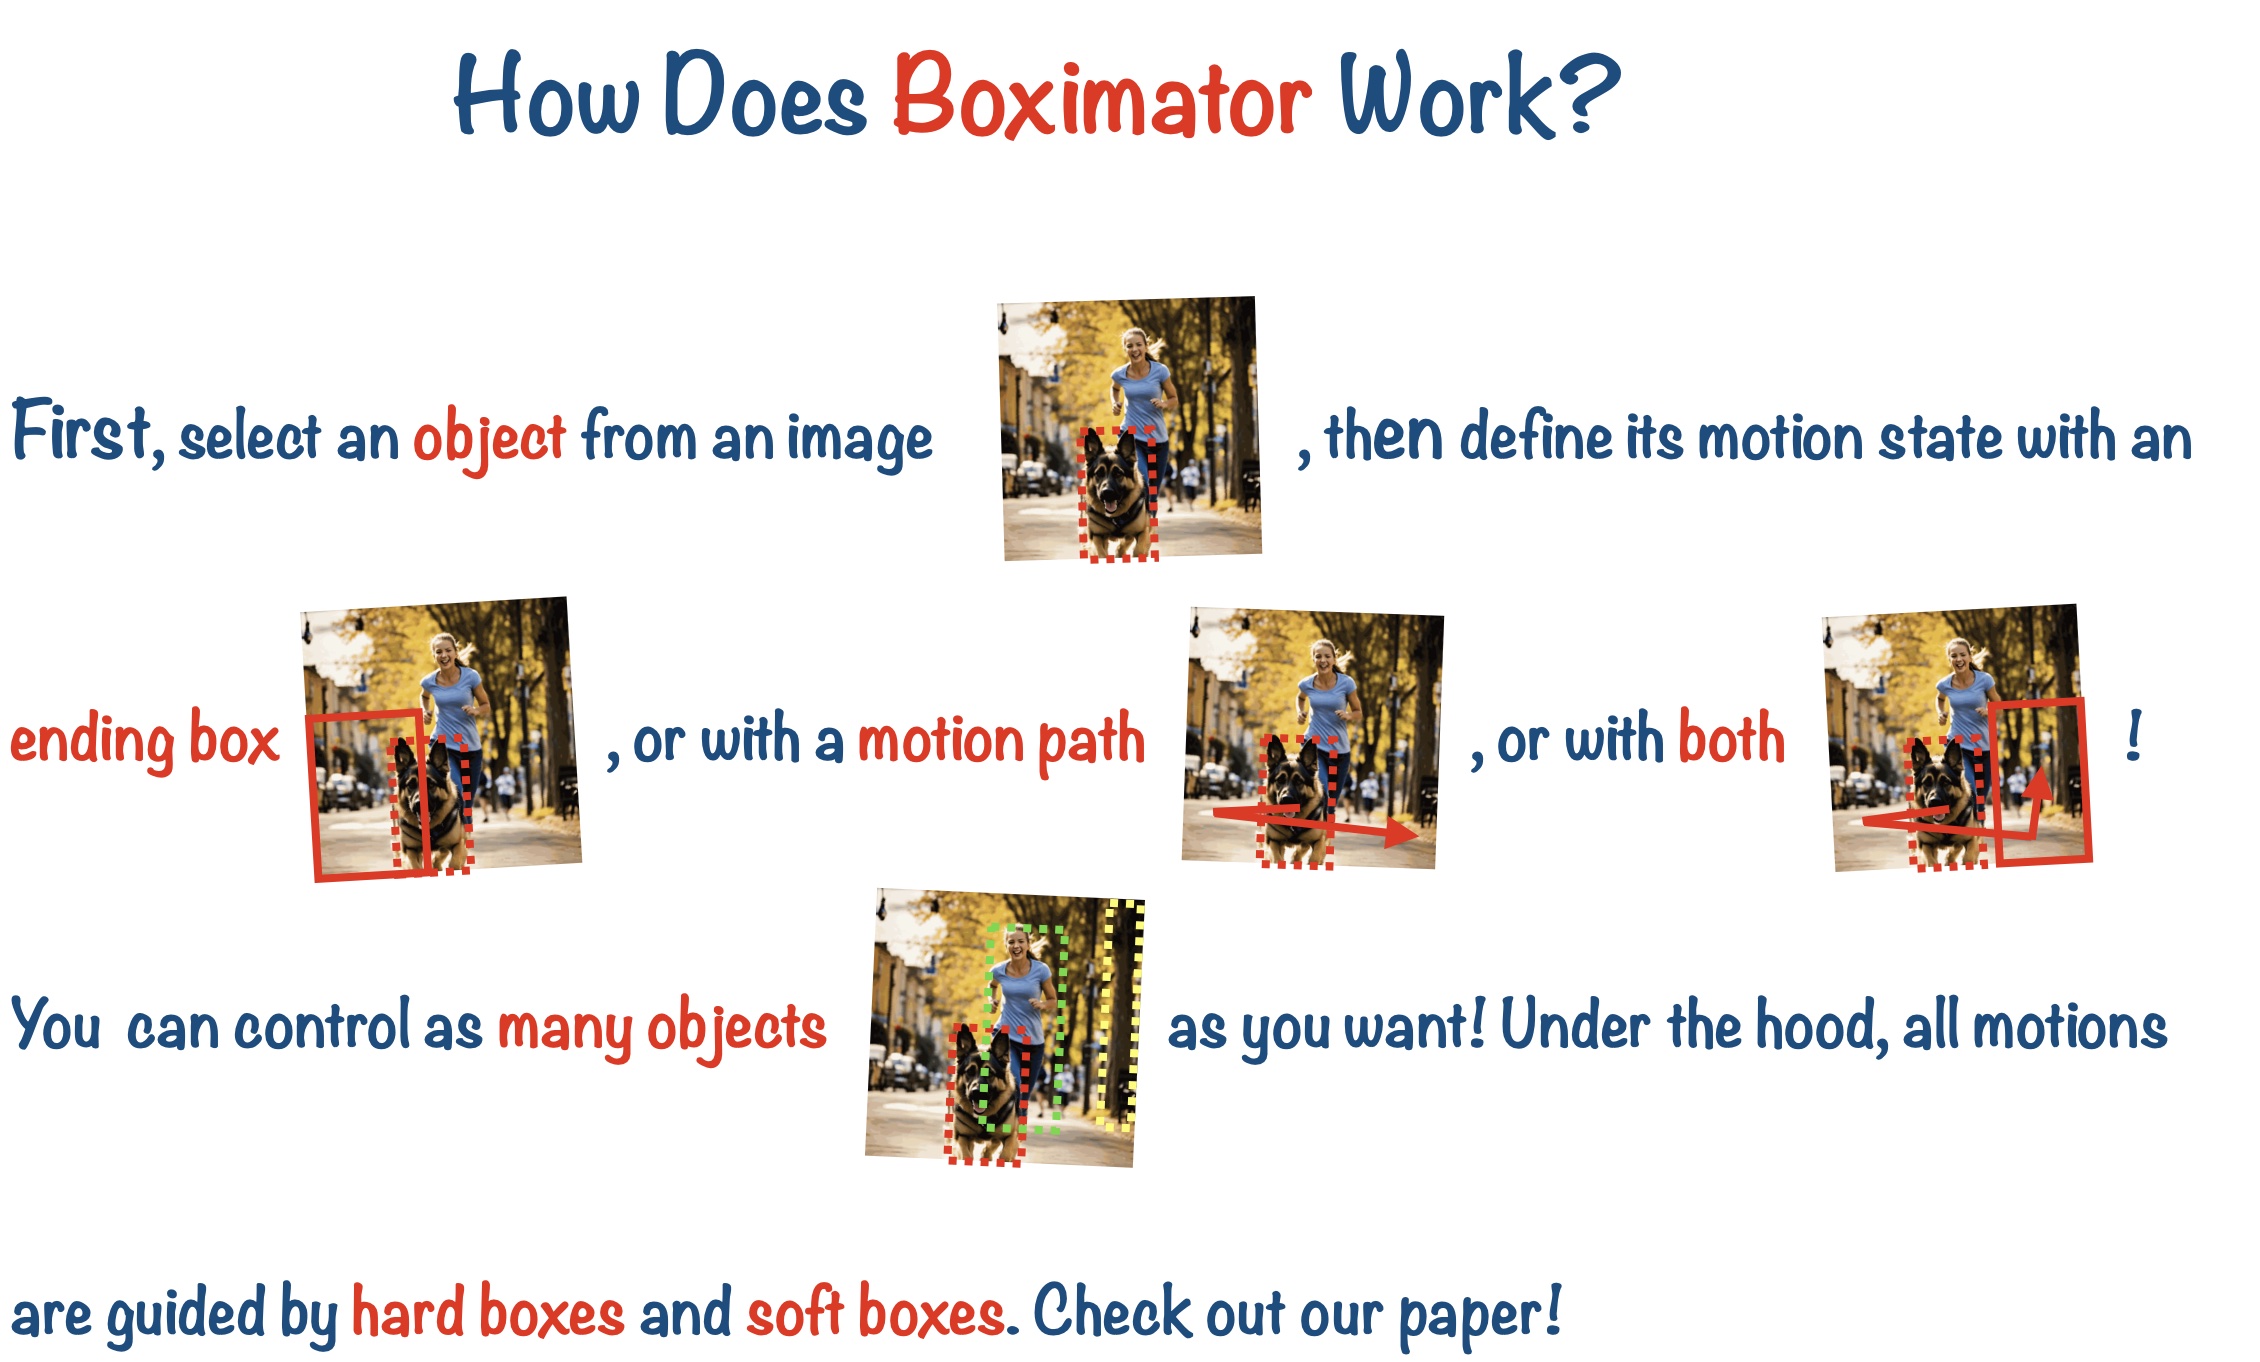 How Does Boximator Work?
First, select an object from an image , then define its motion state with an
ending box , or with a motion path , or with both !
You can control as many objects as you want! Under the hood, all motions
are guided by hard boxes and soft boxes. Check out our paper!